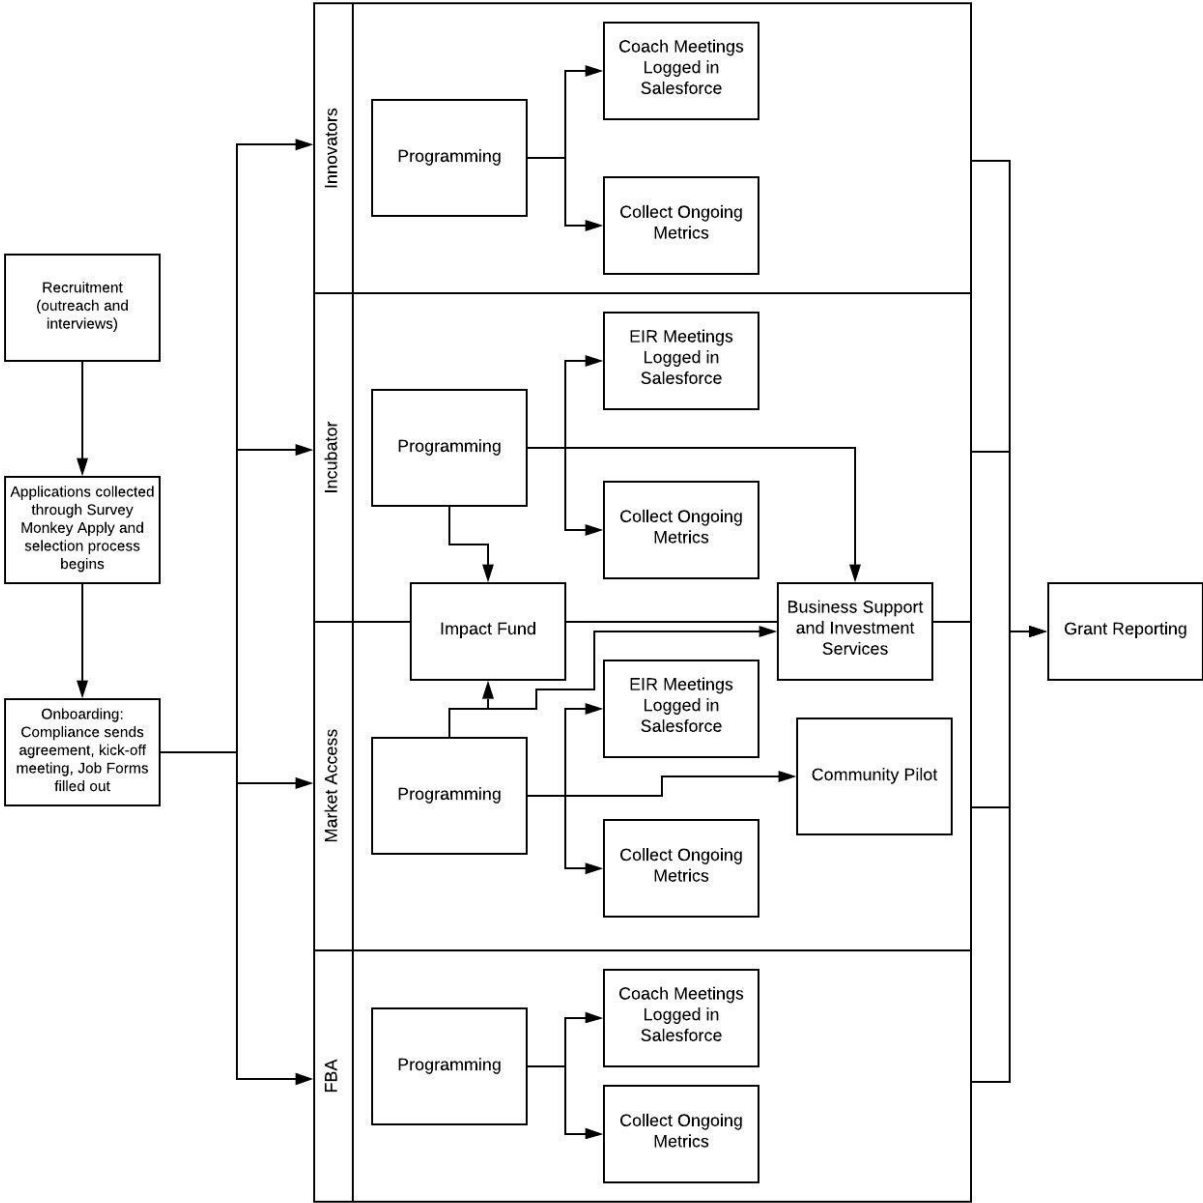 Recruitment
(outreach and
interviews)
Applications collected
through Survey
Monkey Apply and
selection process
begins
Onboarding:
Compliance sends
agreement, kick-off
meeting, Job Forms
filled out
Innovators
Programming
Coach Meetings
Logged in
Salesforce
Collect Ongoing
Metrics
Incubator
Programming
EIR Meetings
Logged in
Salesforce
Collect Ongoing
Metrics
Impact Fund
Business Support
and Investment
Services
Market Access
Programming
EIR Meetings
Logged in
Salesforce
Community Pilot
Collect Ongoing
Metrics
FBA
Programming
Coach Meetings
Logged in
Salesforce
Collect Ongoing
Metrics
Grant Reporting